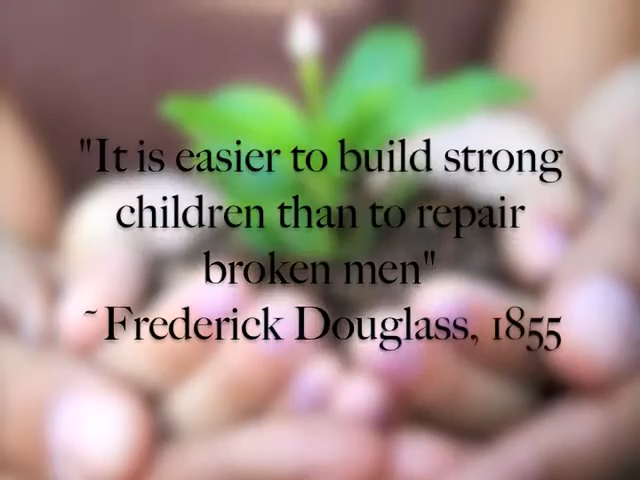 "It is easier to build strong
children than to repair
broken men"
~Frederick Douglass, 1855